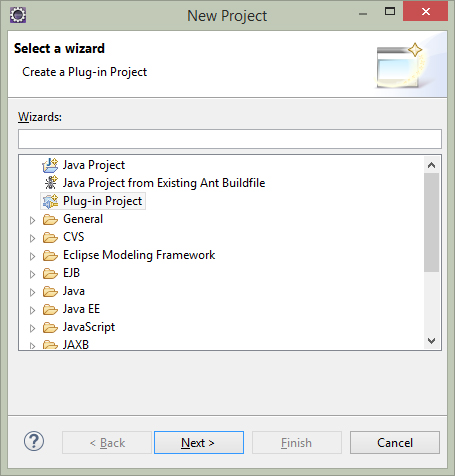 New Project
Select a wizard
Create a Plug-in Project
Wizards:
Java Project
Java Project from Existing Ant Buildfile
Plug-in Project
General
CVS
Eclipse Modeling Framework
EJB
Java
Java EE
JavaScript
JAXB
? < Back Next > Finish Cancel